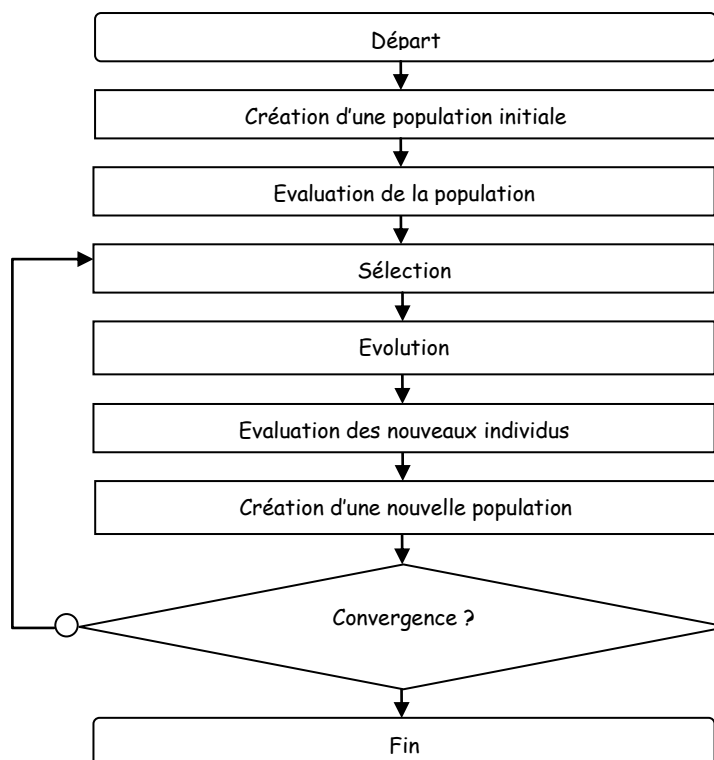 Départ
Création d'une population initiale
Evaluation de la population
Sélection
Evolution
Evaluation des nouveaux individus
Création d'une nouvelle population
Convergence ?
Fin